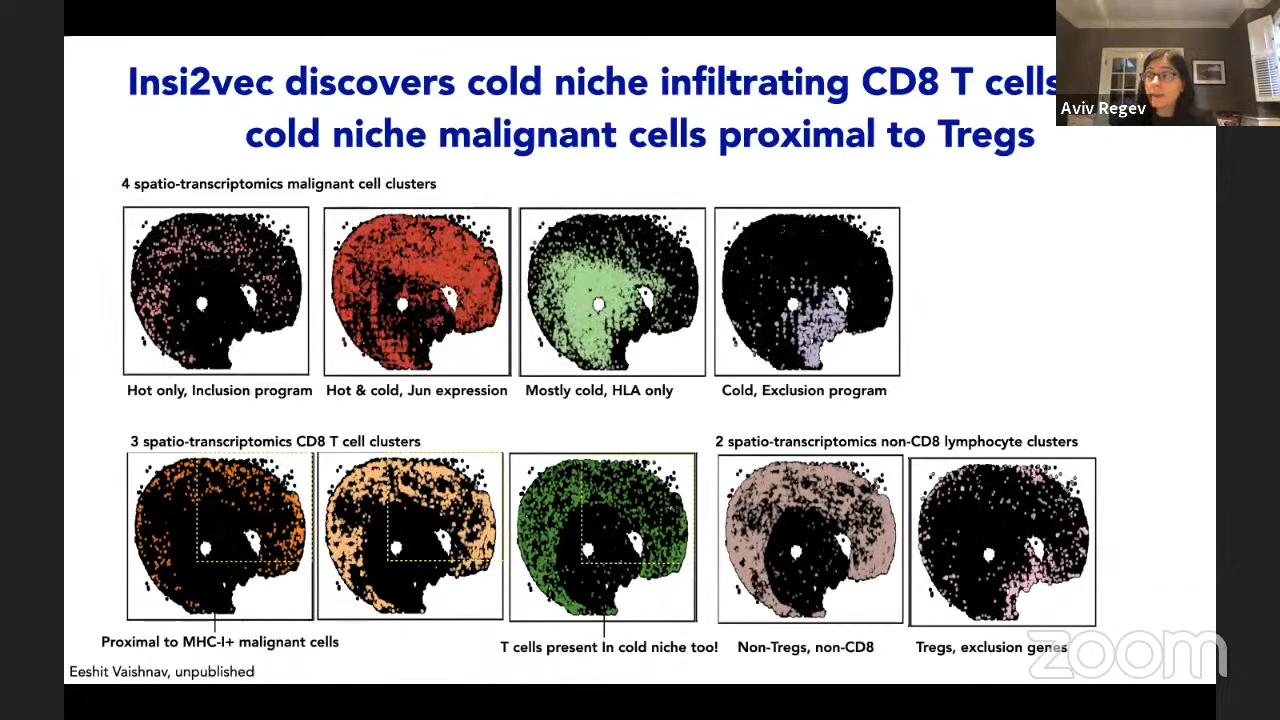 Insi2vec discovers cold niche infiltrating CD8 T cells
cold niche malignant cells proximal to Tregs
Aviv Regev
4 spatio-transcriptomics malignant cell clusters
Hot only, Inclusion program
Hot & cold, Jun expression
Mostly cold, HLA only
Cold, Exclusion program
3 spatio-transcriptomics CD8 T cell clusters
2 spatio-transcriptomics non-CD8 lymphocyte clusters
Proximal to MHC-I+ malignant cells
T cells present In cold niche too!
Non-Tregs, non-CD8
Tregs, exclusion genes
Eeshit Vaishnav, unpublished
zoom